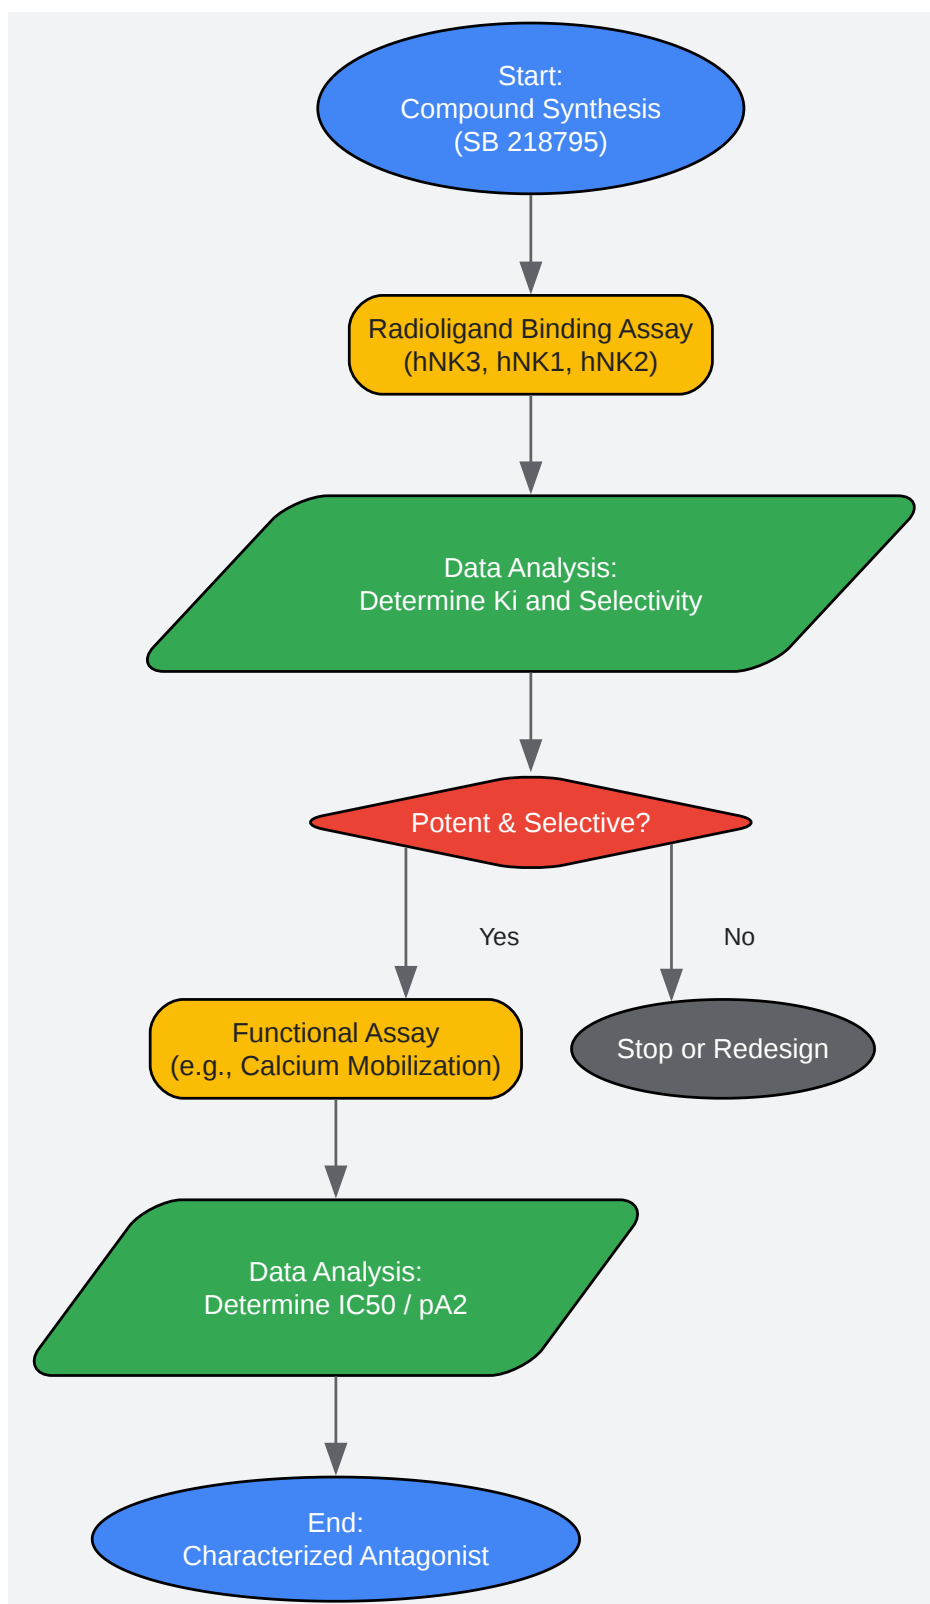 Start:
Compound Synthesis
(SB 218795)
Radioligand Binding Assay
(hNK3, hNK1, hNK2)
Data Analysis:
Determine Ki and Selectivity
Potent & Selective?
Yes
No
Functional Assay
(e.g., Calcium Mobilization)
Stop or Redesign
Data Analysis:
Determine IC50 / pA2
End:
Characterized Antagonist